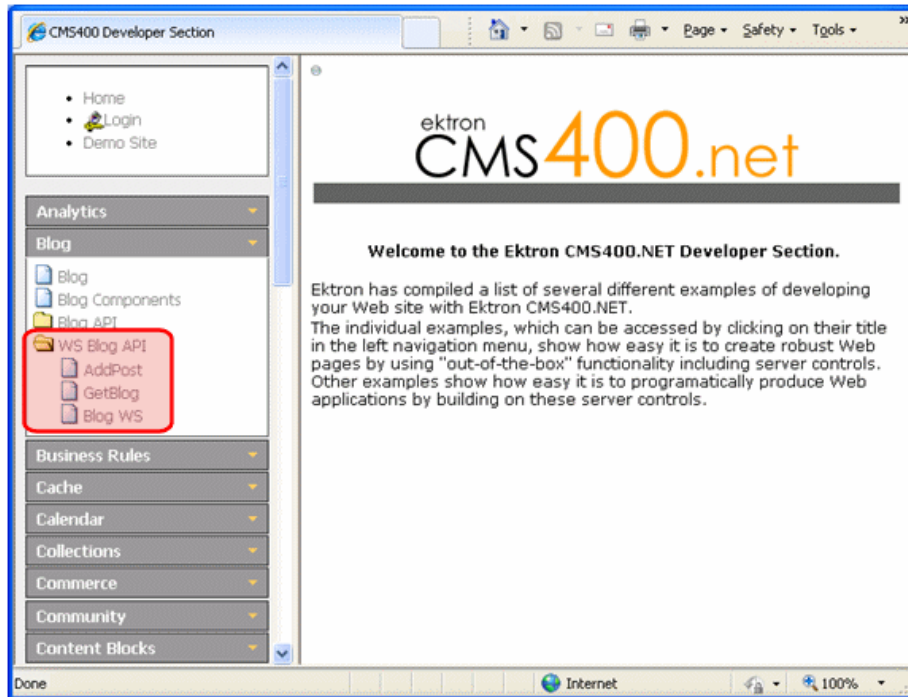 CMS400 Developer Section
Page
Safety
Tools
»
Home
Login
Demo Site
Analytics
Blog
Blog
Blog Components
Blog API
WS Blog API
AddPost
GetBlog
Blog WS
Business Rules
Cache
Calendar
Collections
Commerce
Community
Content Blocks
ektron
CMS400.net
Welcome to the Ektron CMS400.NET Developer Section.
Ektron has compiled a list of several different examples of developing
your Web site with Ektron CMS400.NET.
The individual examples, which can be accessed by clicking on their title
in the left navigation menu, show how easy it is to create robust Web
pages by using "out-of-the-box" functionality including server controls.
Other examples show how easy it is to programatically produce Web
applications by building on these server controls.
Done
Internet
100%